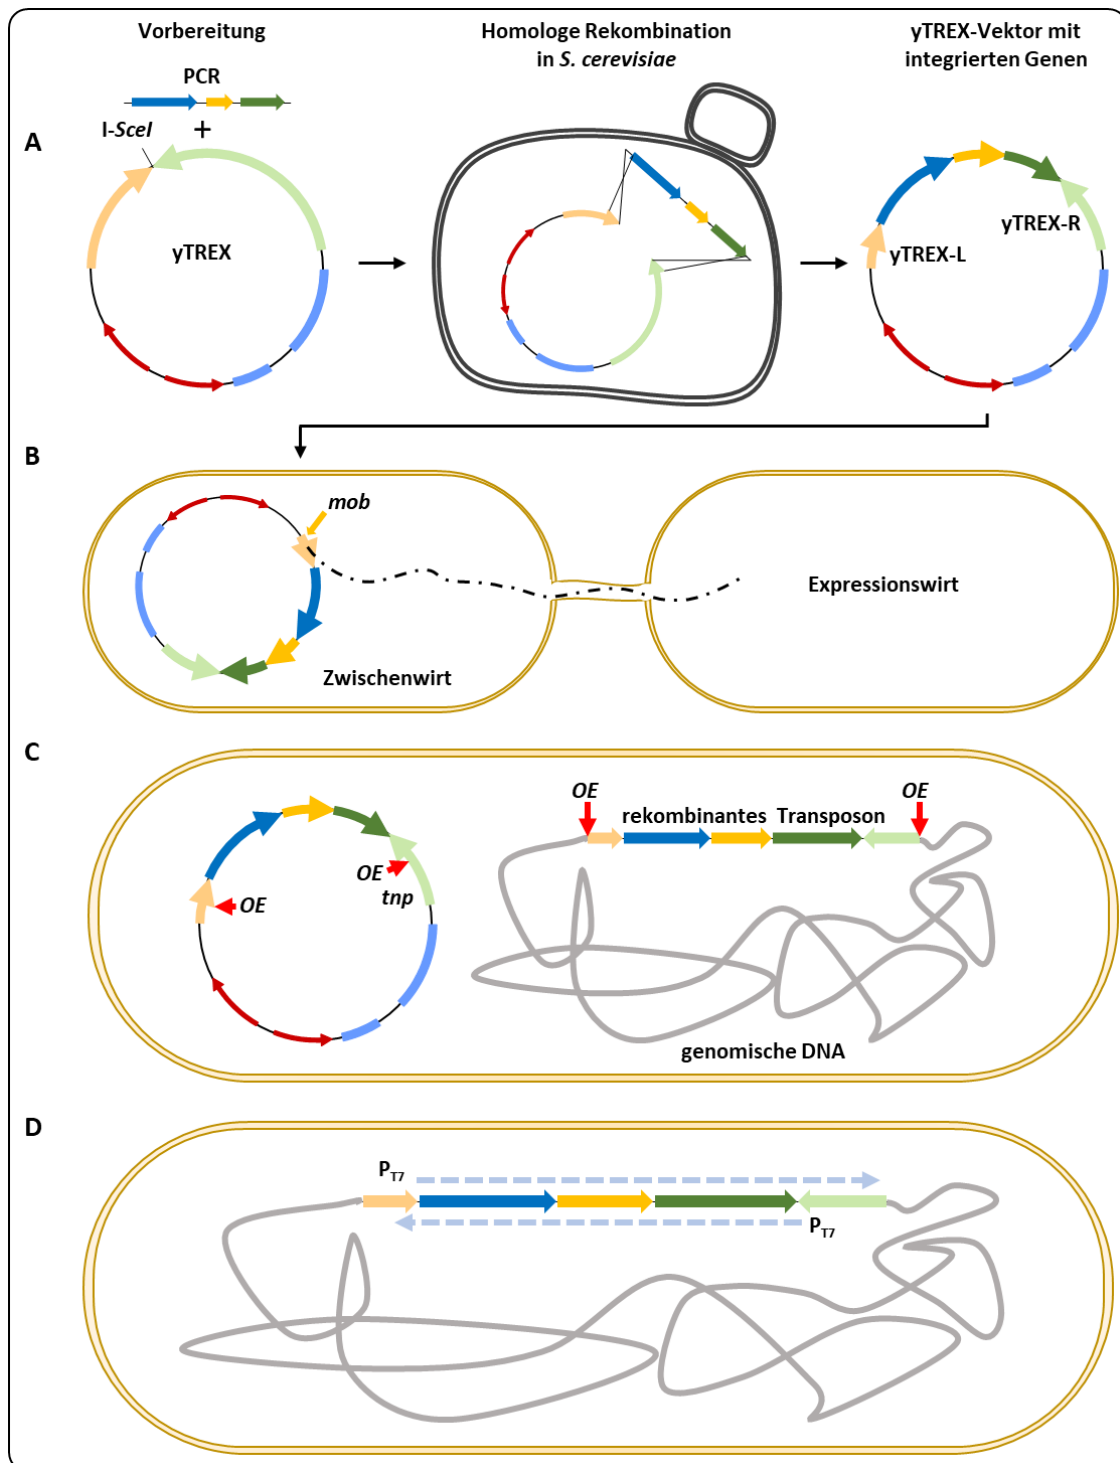 Vorbereitung
Homologe Rekombination
in S. cerevisiae
yTREX-Vektor mit
integrierten Genen
PCR
I-SceI
+
A
yTREX
yTREX-R
yTREX-L
B
mob
Expressionswirt
Zwischenwirt
C
OE
OE
rekombinantes Transposon
OE
tnp
OE
genomische DNA
D
PT7
PT7